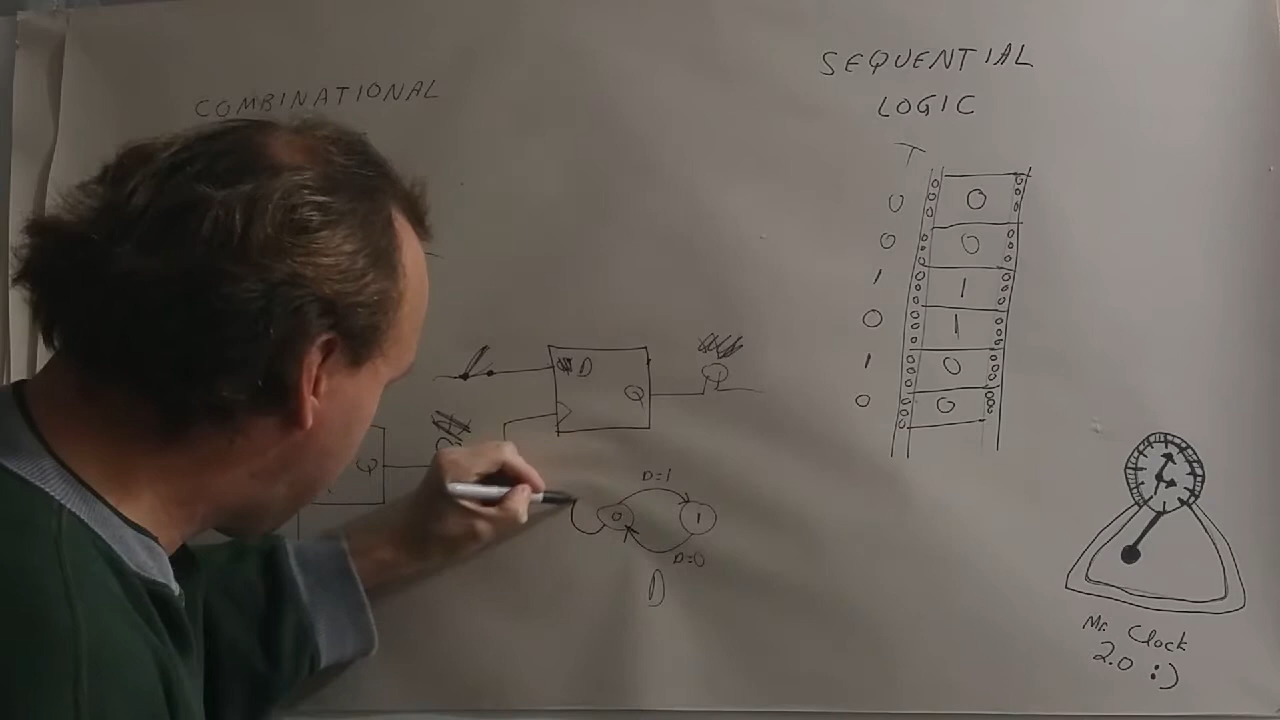 COMBINATIONAL
SEQUENTIAL
LOGIC
T
0 0
0 0
1 1
0 1
1 0
0 0
D
Q
Q
Q
D=1
0 1
D=0
D
Mr. Clock
2.0 :)